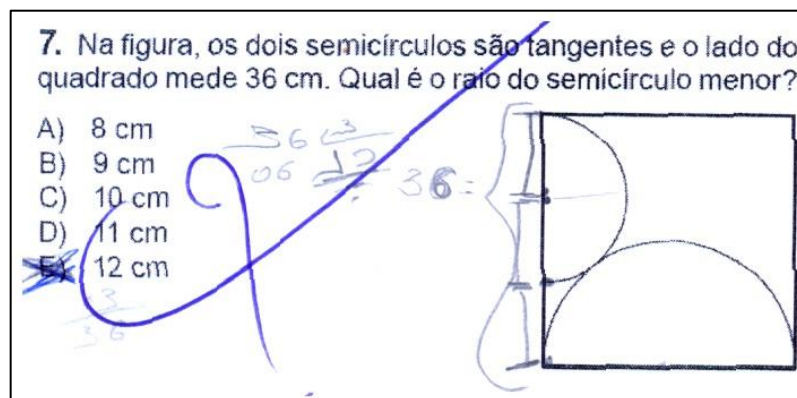 7. Na figura, os dois semicírculos são tangentes e o lado do
quadrado mede 36 cm. Qual é o raio do semicírculo menor?
A) 8 cm
B) 9 cm
C) 10 cm
D) 11 cm
E) 12 cm
36 3
06 12
36 =
3
36